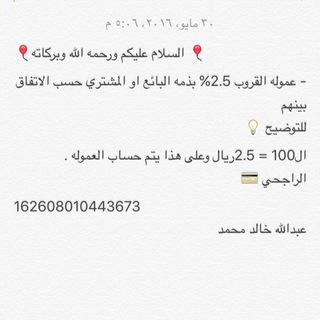 ٣٠ مايو، ٢٠١٦، ٥:٠٦ م
🎈 السلام عليكم ورحمه الله وبركاته 🎈
- عموله القروب 2.5% بذمه البائع او المشتري حسب الاتفاق
بينهم
للتوضيح 💡
ال100 = 2.5ريال وعلى هذا يتم حساب العموله .
الراجحي 💳
162608010443673
عبدالله خالد محمد